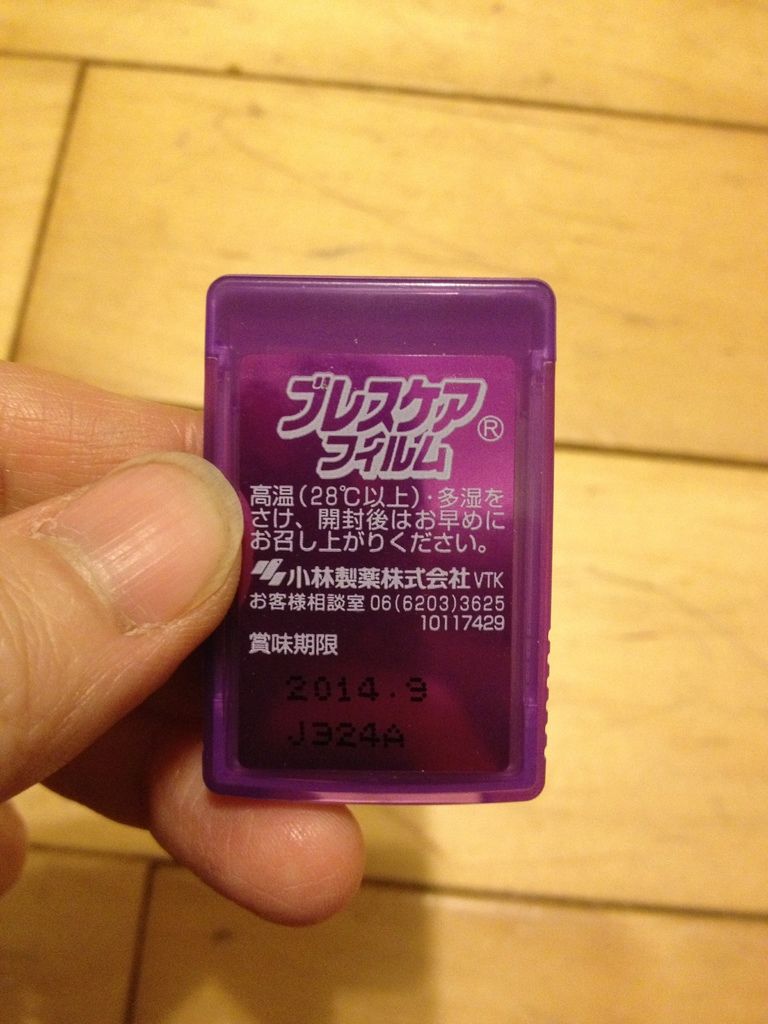 ブレスケア®
フィルム
高温(28℃以上)・多湿を
さけ、開封後はお早めに
お召し上がりください。
小林製薬株式会社 VTK
お客様相談室 06(6203)3625
10117429
賞味期限
2014.9
J324A